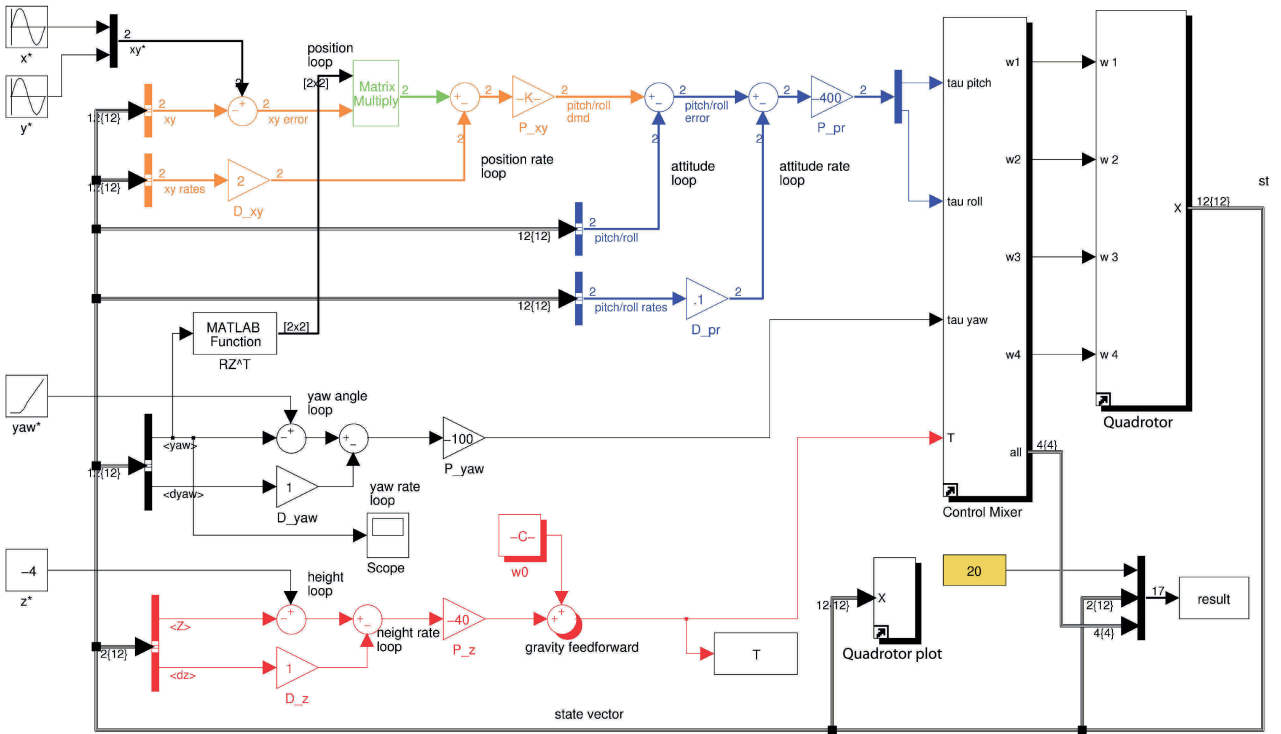 x*
y*
2
xy*
2
position
loop
[2x2]
Matrix
Multiply
2
2
xy
2
xy error
+
−
2
−K−
P_xy
2
pitch/roll
dmd
2
pitch/roll
error
2
−400
P_pr
2
12{12}
2
xy rates
2
D_xy
2
2
position rate
loop
2
attitude
loop
2
attitude rate
loop
12{12}
12{12}
2
pitch/roll
12{12}
2
pitch/roll rates
.1
D_pr
2
tau pitch
tau roll
tau yaw
T
w1
w2
w3
w4
all
Control Mixer
w 1
w 2
w 3
w 4
X
Quadrotor
12{12}
st
4{4}
MATLAB
Function
RZ^T
[2x2]
yaw*
yaw angle
loop
<yaw>
−100
P_yaw
12{12}
<dyaw>
1
D_yaw
yaw rate
loop
Scope
−4
z*
height
loop
<Z>
−40
P_z
height rate
loop
2{12}
<dz>
1
D_z
−C−
w0
gravity feedforward
T
12{12}
X
Quadrotor plot
20
2{12}
4{4}
17
result
state vector